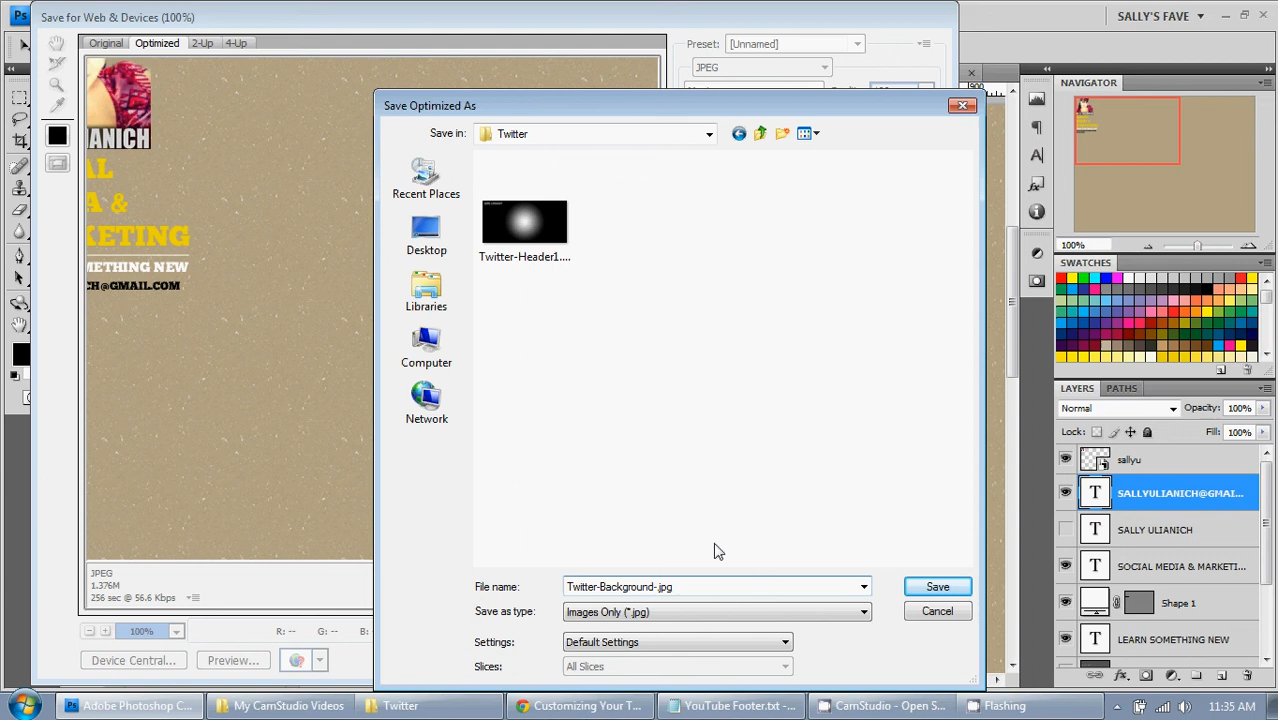 Ps
Save for Web & Devices (100%)
SALLY'S FAVE
Original Optimized 2-Up 4-Up
Preset: [Unnamed]
JPEG
NAVIGATOR
Save Optimized As
Save in: Twitter
Recent Places
Desktop
Libraries
Computer
Network
Twitter-Header1....
ANICH
AL
A &
KETING
METHING NEW
CH@GMAIL.COM
100%
SWATCHES
LAYERS PATHS
Normal Opacity: 100%
Lock: Fill: 100%
sallyu
T SALLYULIANICH@GMAI...
T SALLY ULIANICH
T SOCIAL MEDIA & MARKETI...
Shape 1
T LEARN SOMETHING NEW
JPEG
1.376M
256 sec @ 56.6 Kbps
File name: Twitter-Background-.jpg Save
Save as type: Images Only (*.jpg) Cancel
Settings: Default Settings
Slices: All Slices
100% R: -- G: -- B:
Device Central... Preview...
Adobe Photoshop C... My CamStudio Videos Twitter Customizing Your T... YouTube Footer.txt -... CamStudio - Open S... Flashing 11:35 AM